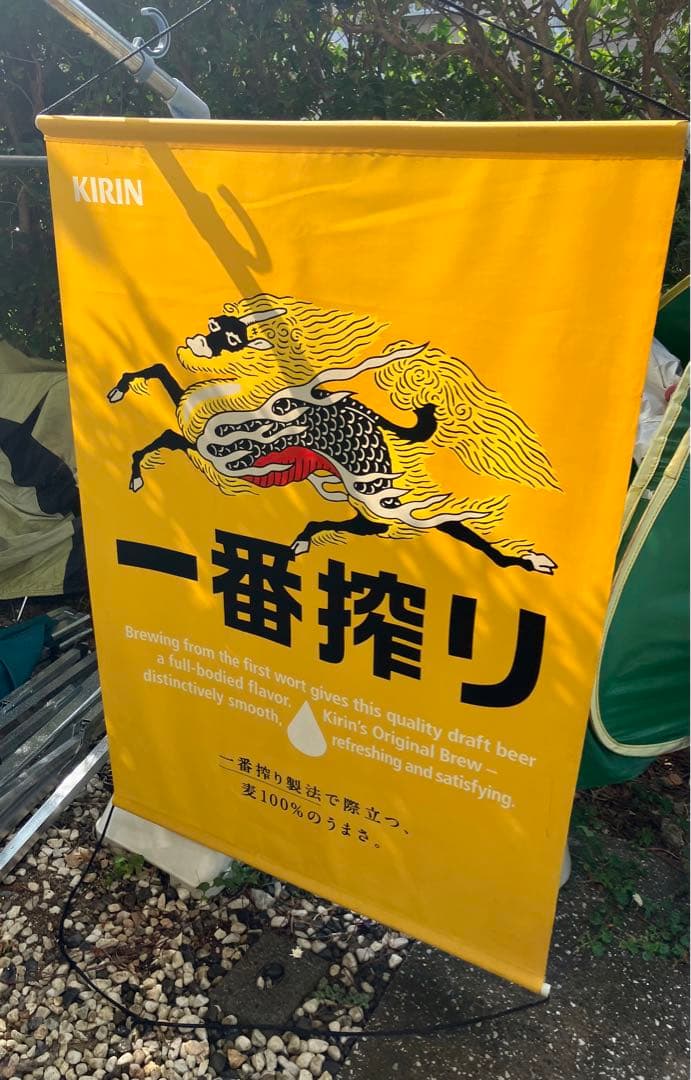 KIRIN
一番搾り
Brewing from the first wort gives this quality draft beer
a full-bodied flavor. Kirin's Original Brew –
distinctively smooth, refreshing and satisfying.
一番搾り製法で際立つ、
麦100%のうまさ。